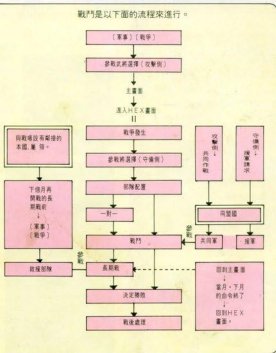 戰鬥是以下面的流程來進行。
〔軍事〕〔戰爭〕
參戰武將選擇〔攻擊側〕
↓
主畫面
↓
進入HEX畫面
戰爭發生
參戰將選擇〔守備側〕
部隊配置
一對一
戰鬥
長期戰
決定勝敗
戰後處理
與戰場設有鄰接的
本國,軍 領。
下個月再
開戰的長
期戰前
↓
〔軍事〕
〔戰爭〕
救援部隊
參戰
攻擊側
↓
共同作戰
守備側
↓
援軍請求
同盟國
共同軍
援軍
參戰
回到主畫面
↓
當月、下月
的命令終了
↓
回到HEX
畫面。